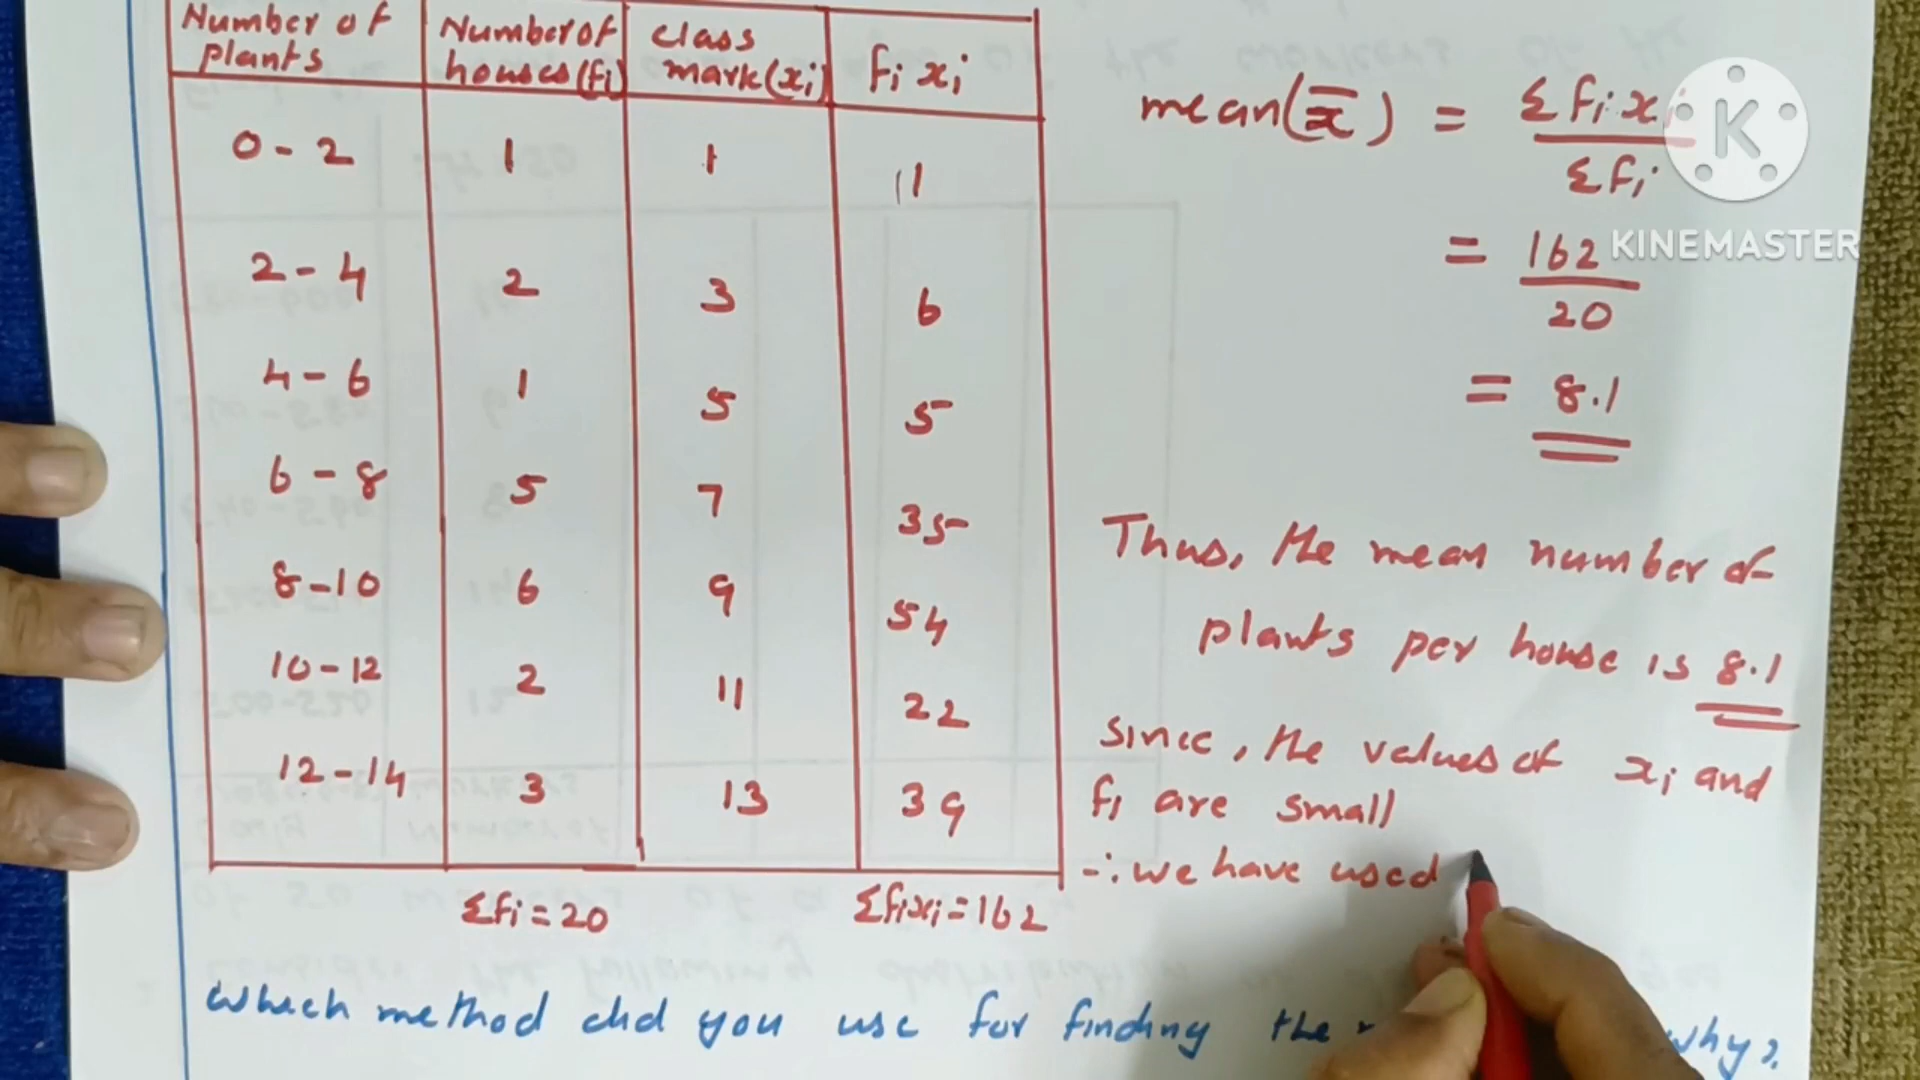 Number of plants | Number of houses(fi) | class mark(xi) | fi xi
0 - 2 | 1 | 1 | 1
2 - 4 | 2 | 3 | 6
4 - 6 | 1 | 5 | 5
6 - 8 | 5 | 7 | 35
8 - 10 | 6 | 9 | 54
10 - 12 | 2 | 11 | 22
12 - 14 | 3 | 13 | 39
Σfi = 20 | Σfixi = 162
mean(x̄) = Σfi xi / Σfi
= 162 / 20
= 8.1
K
KINEMASTER
Thus, the mean number of
plants per house is 8.1
since, the values of xi and
fi are small
∴ we have used
which method did you use for finding the why?